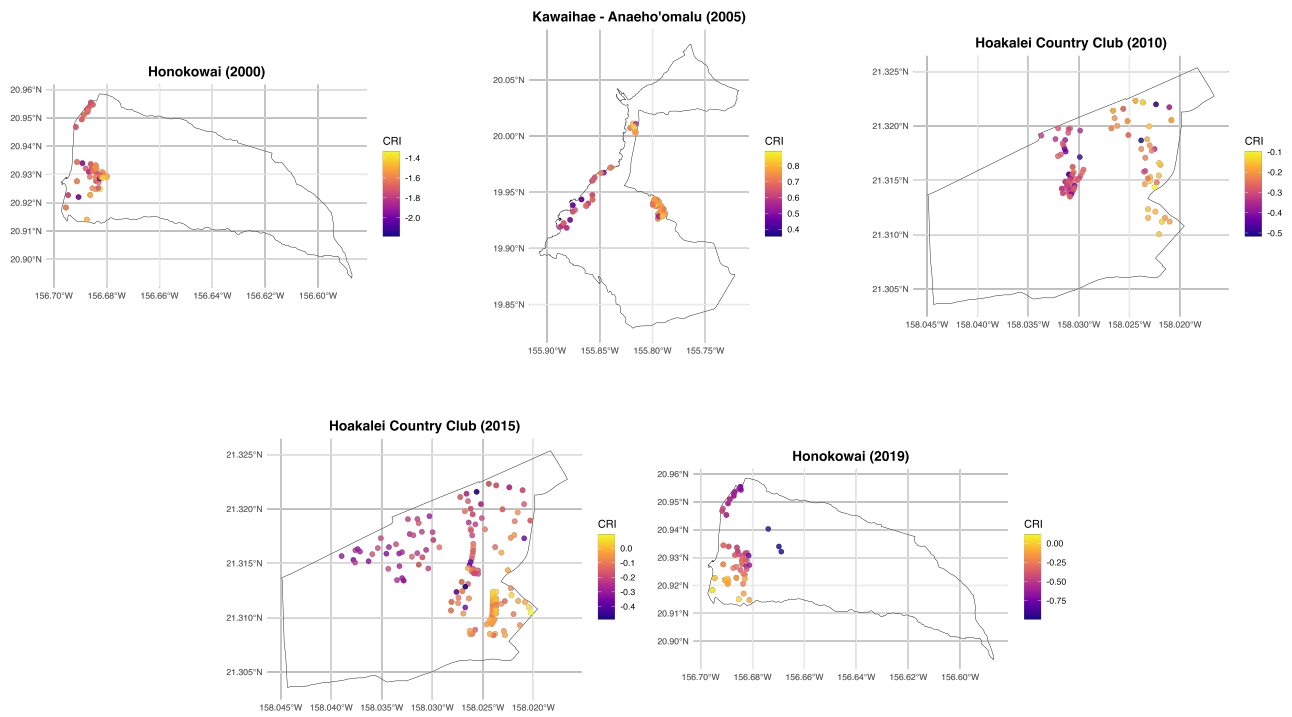 Honokowai (2000)
20.96°N
20.95°N
20.94°N
20.93°N
20.92°N
20.91°N
20.90°N
156.70°W 156.68°W 156.66°W 156.64°W 156.62°W 156.60°W
CRI
-1.4
-1.6
-1.8
-2.0
Kawaihae - Anaeho'omalu (2005)
20.05°N
20.00°N
19.95°N
19.90°N
19.85°N
155.90°W 155.85°W 155.80°W 155.75°W
CRI
0.8
0.7
0.6
0.5
0.4
Hoakalei Country Club (2010)
21.325°N
21.320°N
21.315°N
21.310°N
21.305°N
158.045°W 158.040°W 158.035°W 158.030°W 158.025°W 158.020°W
CRI
-0.1
-0.2
-0.3
-0.4
-0.5
Hoakalei Country Club (2015)
21.325°N
21.320°N
21.315°N
21.310°N
21.305°N
158.045°W 158.040°W 158.035°W 158.030°W 158.025°W 158.020°W
CRI
0.0
-0.1
-0.2
-0.3
-0.4
Honokowai (2019)
20.96°N
20.95°N
20.94°N
20.93°N
20.92°N
20.91°N
20.90°N
156.70°W 156.68°W 156.66°W 156.64°W 156.62°W 156.60°W
CRI
0.00
-0.25
-0.50
-0.75